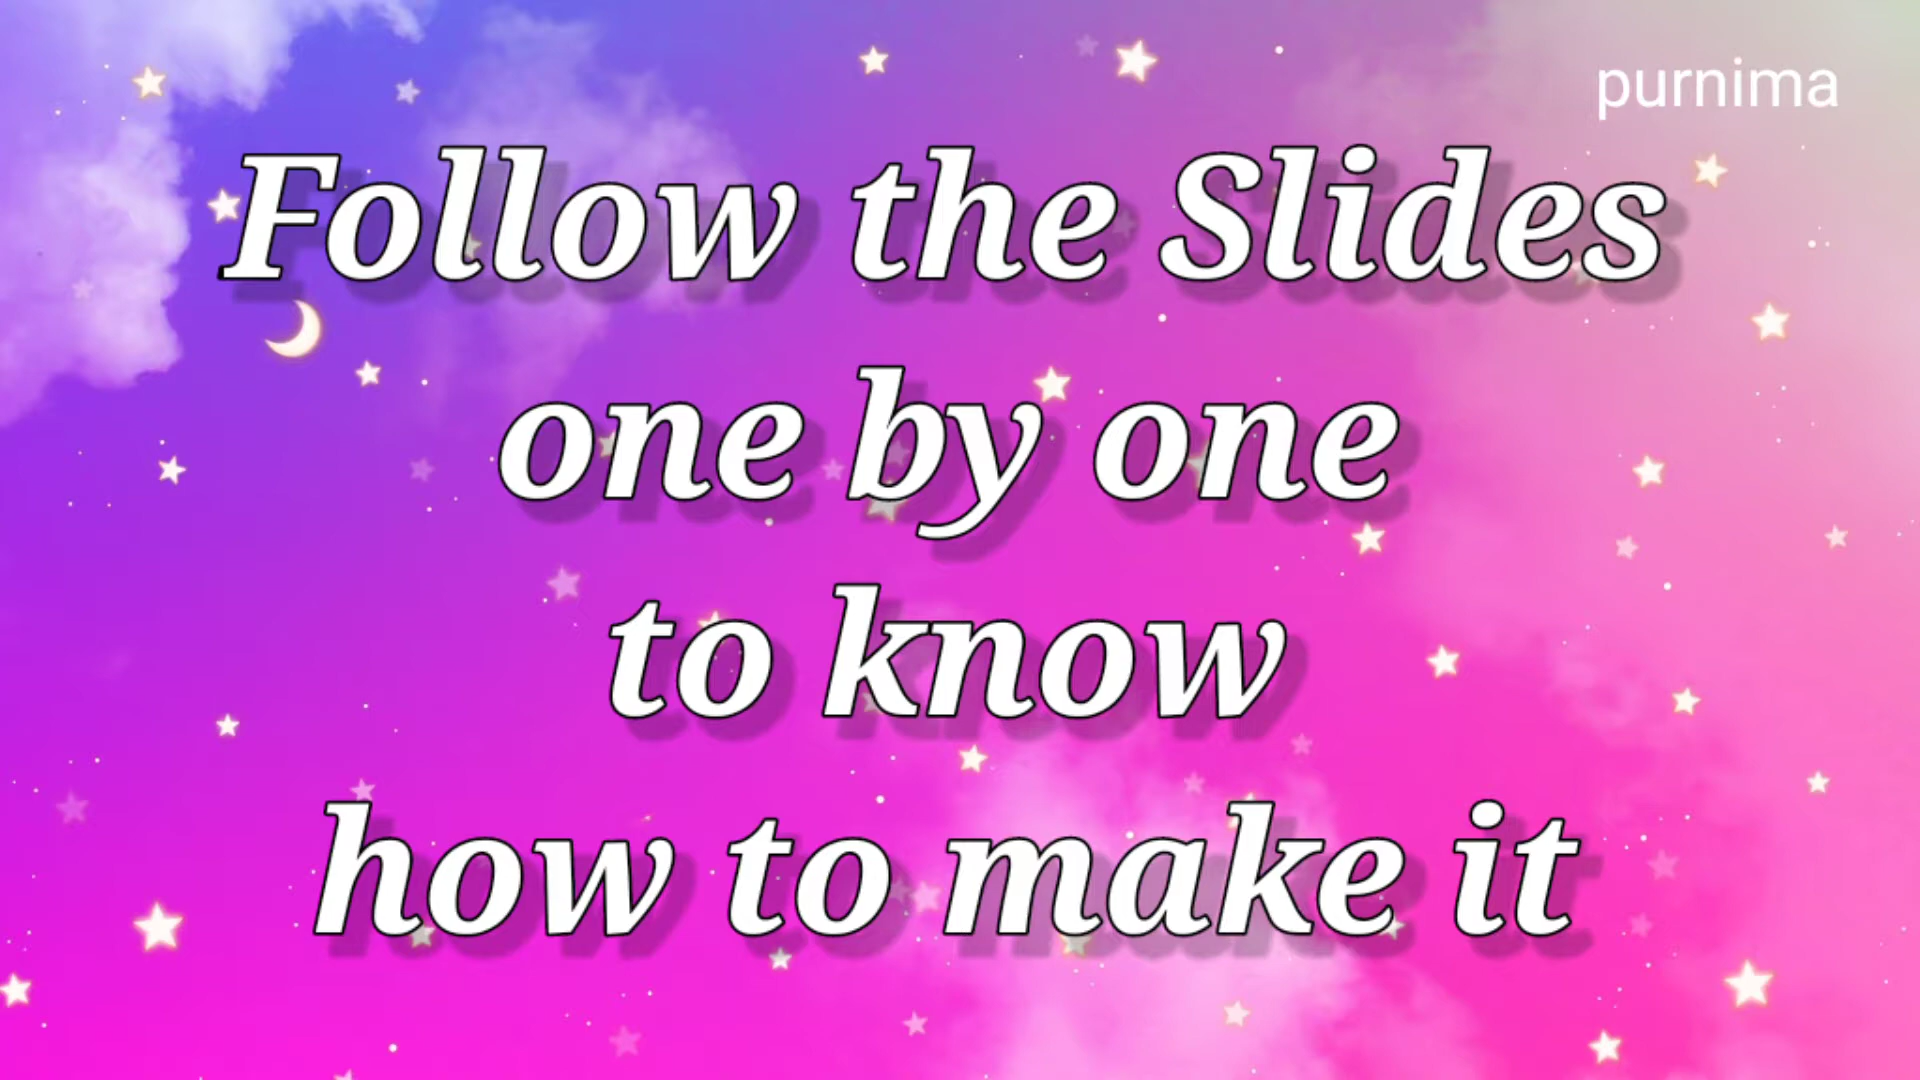 purnima
Follow the Slides
one by one
to know
how to make it